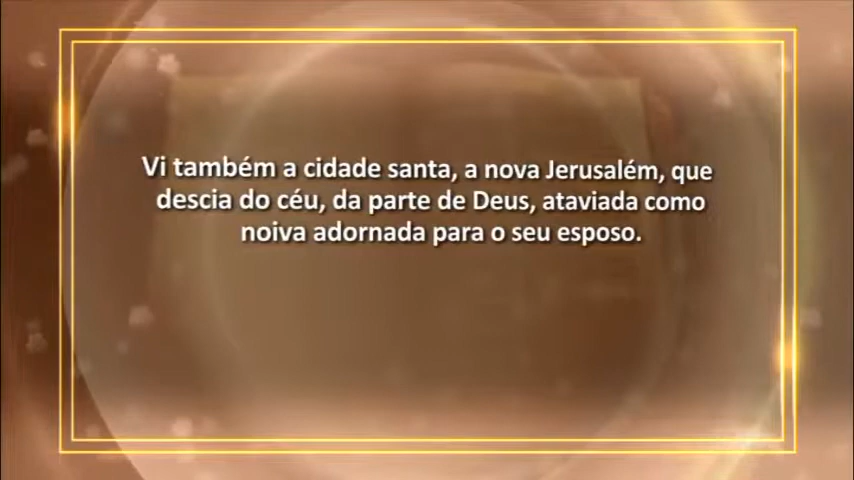 Vi também a cidade santa, a nova Jerusalém, que
descia do céu, da parte de Deus, ataviada como
noiva adornada para o seu esposo.